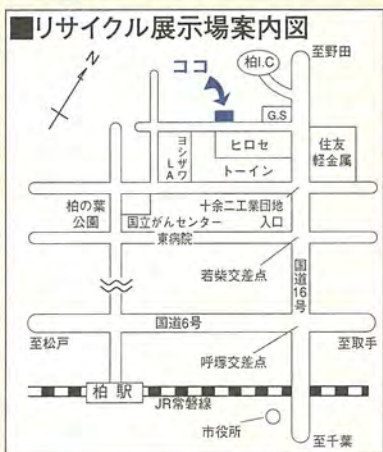 ■リサイクル展示場案内図
N
ココ
柏I.C
至野田
G.S
ヨシザワ
LA
ヒロセ
トーイン
住友
軽金属
柏の葉
公園
国立がんセンター
東病院
十余二工業団地
入口
若柴交差点
国道16号
国道6号
至松戸
至取手
呼塚交差点
柏駅
JR常磐線
市役所
至千葉